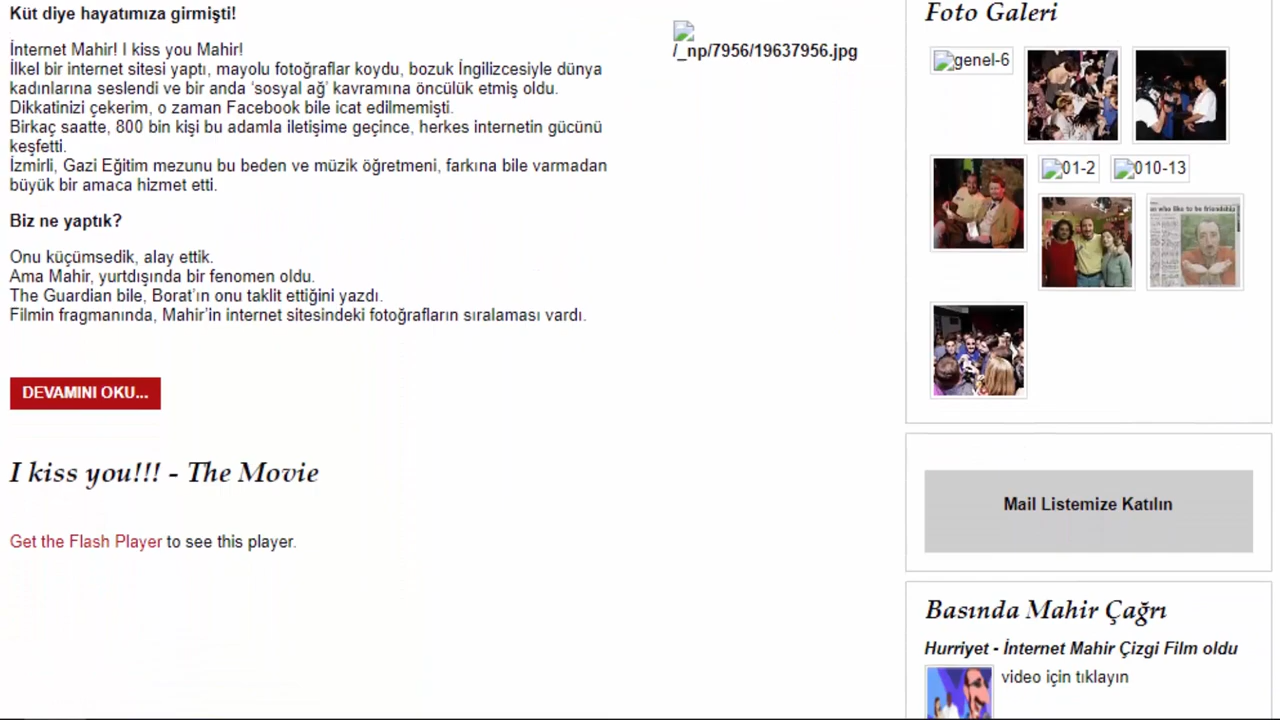 Küt diye hayatımıza girmişti!
İnternet Mahir! I kiss you Mahir!
İlkel bir internet sitesi yaptı, mayolu fotoğraflar koydu, bozuk İngilizcesiyle dünya
kadınlarına seslendi ve bir anda ‘sosyal ağ’ kavramına öncülük etmiş oldu.
Dikkatinizi çekerim, o zaman Facebook bile icat edilmemişti.
Birkaç saatte, 800 bin kişi bu adamla iletişime geçince, herkes internetin gücünü
keşfetti.
İzmirli, Gazi Eğitim mezunu bu beden ve müzik öğretmeni, farkına bile varmadan
büyük bir amaca hizmet etti.
Biz ne yaptık?
Onu küçümsedik, alay ettik.
Ama Mahir, yurtdışında bir fenomen oldu.
The Guardian bile, Borat’ın onu taklit ettiğini yazdı.
Filmin fragmanında, Mahir’in internet sitesindeki fotoğrafların sıralaması vardı.
DEVAMINI OKU...
I kiss you!!! - The Movie
Get the Flash Player to see this player.
/_np/7956/19637956.jpg
Foto Galeri
genel-6
01-2
010-13
who like to be friendship
Mail Listemize Katılın
Basında Mahir Çağrı
Hurriyet - İnternet Mahir Çizgi Film oldu
video için tıklayın